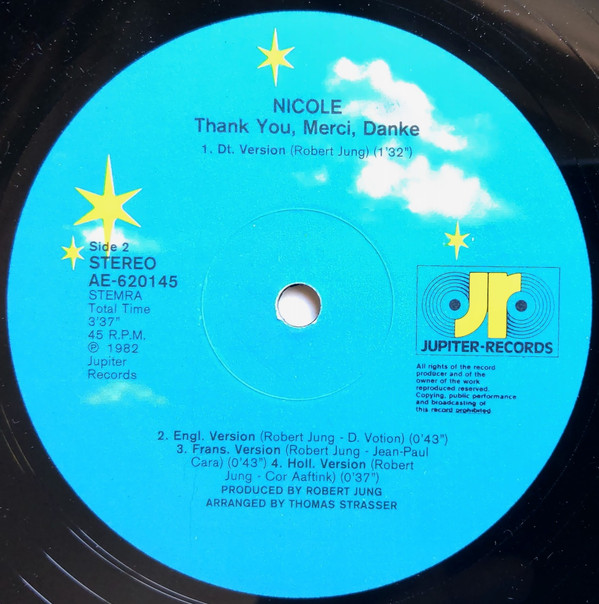 NICOLE
Thank You, Merci, Danke
1. Dt. Version (Robert Jung) (1'32")
Side 2
STEREO
AE-620145
STEMRA
Total Time
3'37"
45 R.P.M.
℗ 1982
Jupiter
Records
jr
JUPITER-RECORDS
All rights of the record
producer and of the
owner of the work
reproduced reserved.
Copying, public performance
and broadcasting of
this record prohibited
2. Engl. Version (Robert Jung - D. Votion) (0'43")
3. Frans. Version (Robert Jung - Jean-Paul
Cara) (0'43") 4. Holl. Version (Robert
Jung - Cor Aaftink) (0'37")
PRODUCED BY ROBERT JUNG
ARRANGED BY THOMAS STRASSER